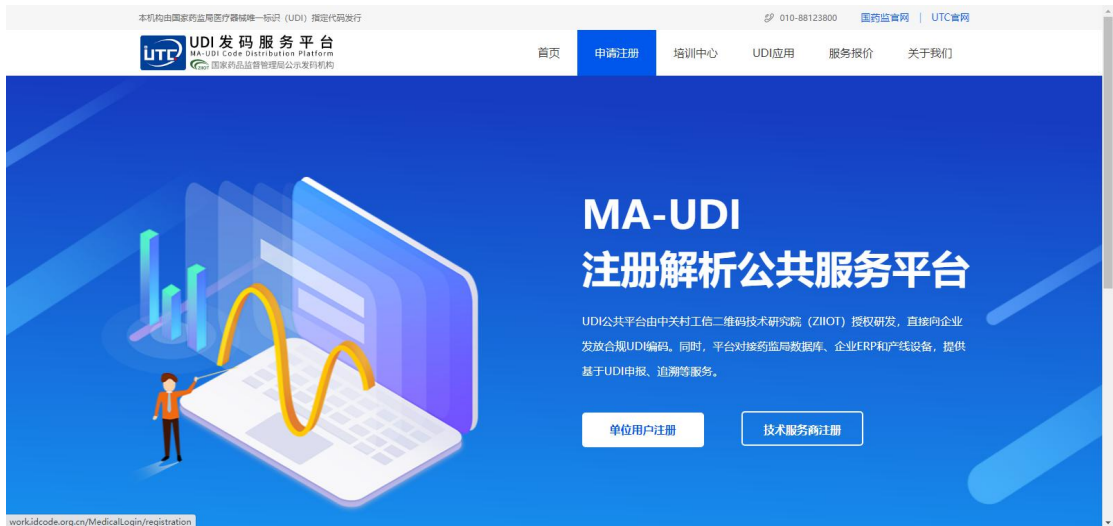 本机构由国家药监局医疗器械唯一标识（UDI）指定代码发行
010-88123800 国药监官网 | UTC官网
UTC
UDI 发码服务平台
MA-UDI Code Distribution Platform
ZIIOT 国家药品监督管理局公示发码机构
首页 申请注册 培训中心 UDI应用 服务报价 关于我们
MA-UDI
注册解析公共服务平台
UDI公共平台由中关村工信二维码技术研究院（ZIIOT）授权研发，直接向企业
发放合规UDI编码。同时，平台对接药监局数据库、企业ERP和产线设备，提供
基于UDI申报、追溯等服务。
单位用户注册 技术服务商注册
work.idcode.org.cn/MedicalLogin/registration